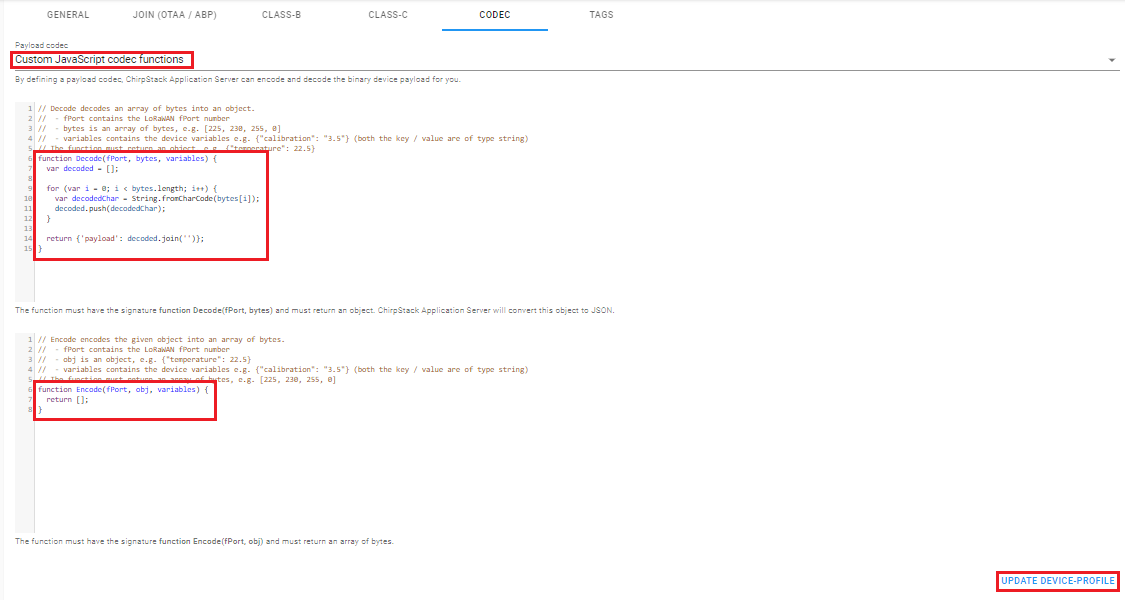 GENERAL JOIN (OTAA / ABP) CLASS-B CLASS-C CODEC TAGS
Payload codec
Custom JavaScript codec functions
By defining a payload codec, ChirpStack Application Server can encode and decode the binary device payload for you.
1 // Decode decodes an array of bytes into an object.
2 //  - fPort contains the LoRaWAN fPort number
3 //  - bytes is an array of bytes, e.g. [225, 230, 255, 0]
4 //  - variables contains the device variables e.g. {"calibration": "3.5"} (both the key / value are of type string)
5 // The function must return an object, e.g. {"temperature": 22.5}
6 function Decode(fPort, bytes, variables) {
7   var decoded = [];
8
9   for (var i = 0; i < bytes.length; i++) {
10     var decodedChar = String.fromCharCode(bytes[i]);
11     decoded.push(decodedChar);
12   }
13
14   return {'payload': decoded.join('')};
15 }
The function must have the signature function Decode(fPort, bytes) and must return an object. ChirpStack Application Server will convert this object to JSON.
1 // Encode encodes the given object into an array of bytes.
2 //  - fPort contains the LoRaWAN fPort number
3 //  - obj is an object, e.g. {"temperature": 22.5}
4 //  - variables contains the device variables e.g. {"calibration": "3.5"} (both the key / value are of type string)
5 // The function must return an array of bytes, e.g. [225, 230, 255, 0]
6 function Encode(fPort, obj, variables) {
7   return [];
8 }
The function must have the signature function Encode(fPort, obj) and must return an array of bytes.
UPDATE DEVICE-PROFILE